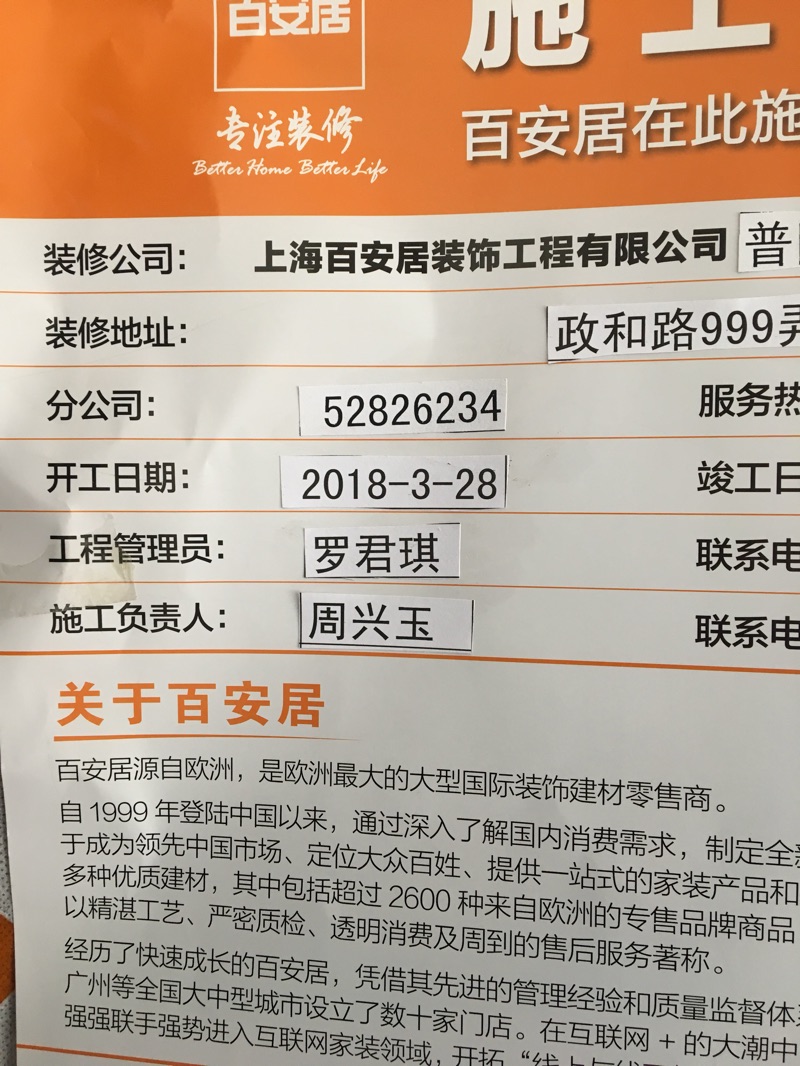 百安居
专注装修
Better Home Better Life
施工
百安居在此施
装修公司： 上海百安居装饰工程有限公司 普
装修地址： 政和路999弄
分公司： 52826234 服务热
开工日期： 2018-3-28 竣工日
工程管理员： 罗君琪 联系电
施工负责人： 周兴玉 联系电
关于百安居
百安居源自欧洲，是欧洲最大的大型国际装饰建材零售商。
自 1999 年登陆中国以来，通过深入了解国内消费需求，制定全新
于成为领先中国市场、定位大众百姓、提供一站式的家装产品和
多种优质建材，其中包括超过 2600 种来自欧洲的专售品牌商品
以精湛工艺、严密质检、透明消费及周到的售后服务著称。
经历了快速成长的百安居，凭借其先进的管理经验和质量监督体系
广州等全国大中型城市设立了数十家门店。在互联网 + 的大潮中
强强联手强势进入互联网家装领域，开拓“线上与线